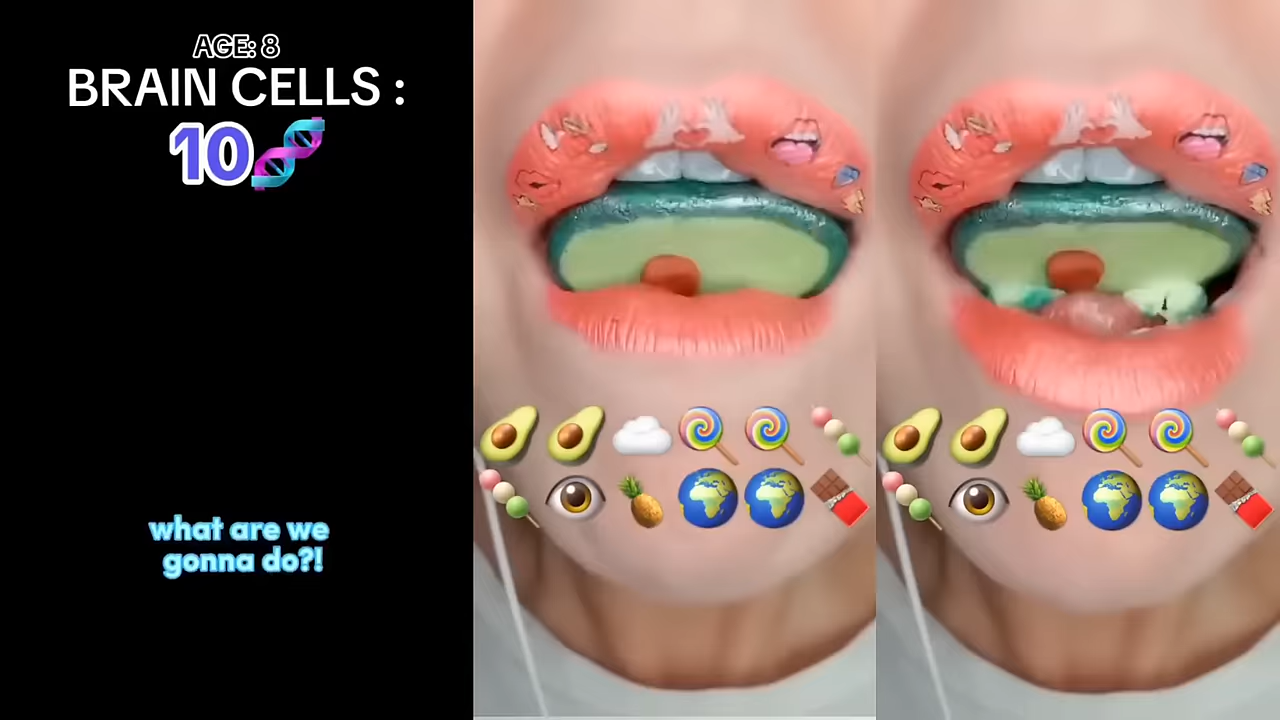 AGE: 8
BRAIN CELLS :
10🧬
what are we
gonna do?!